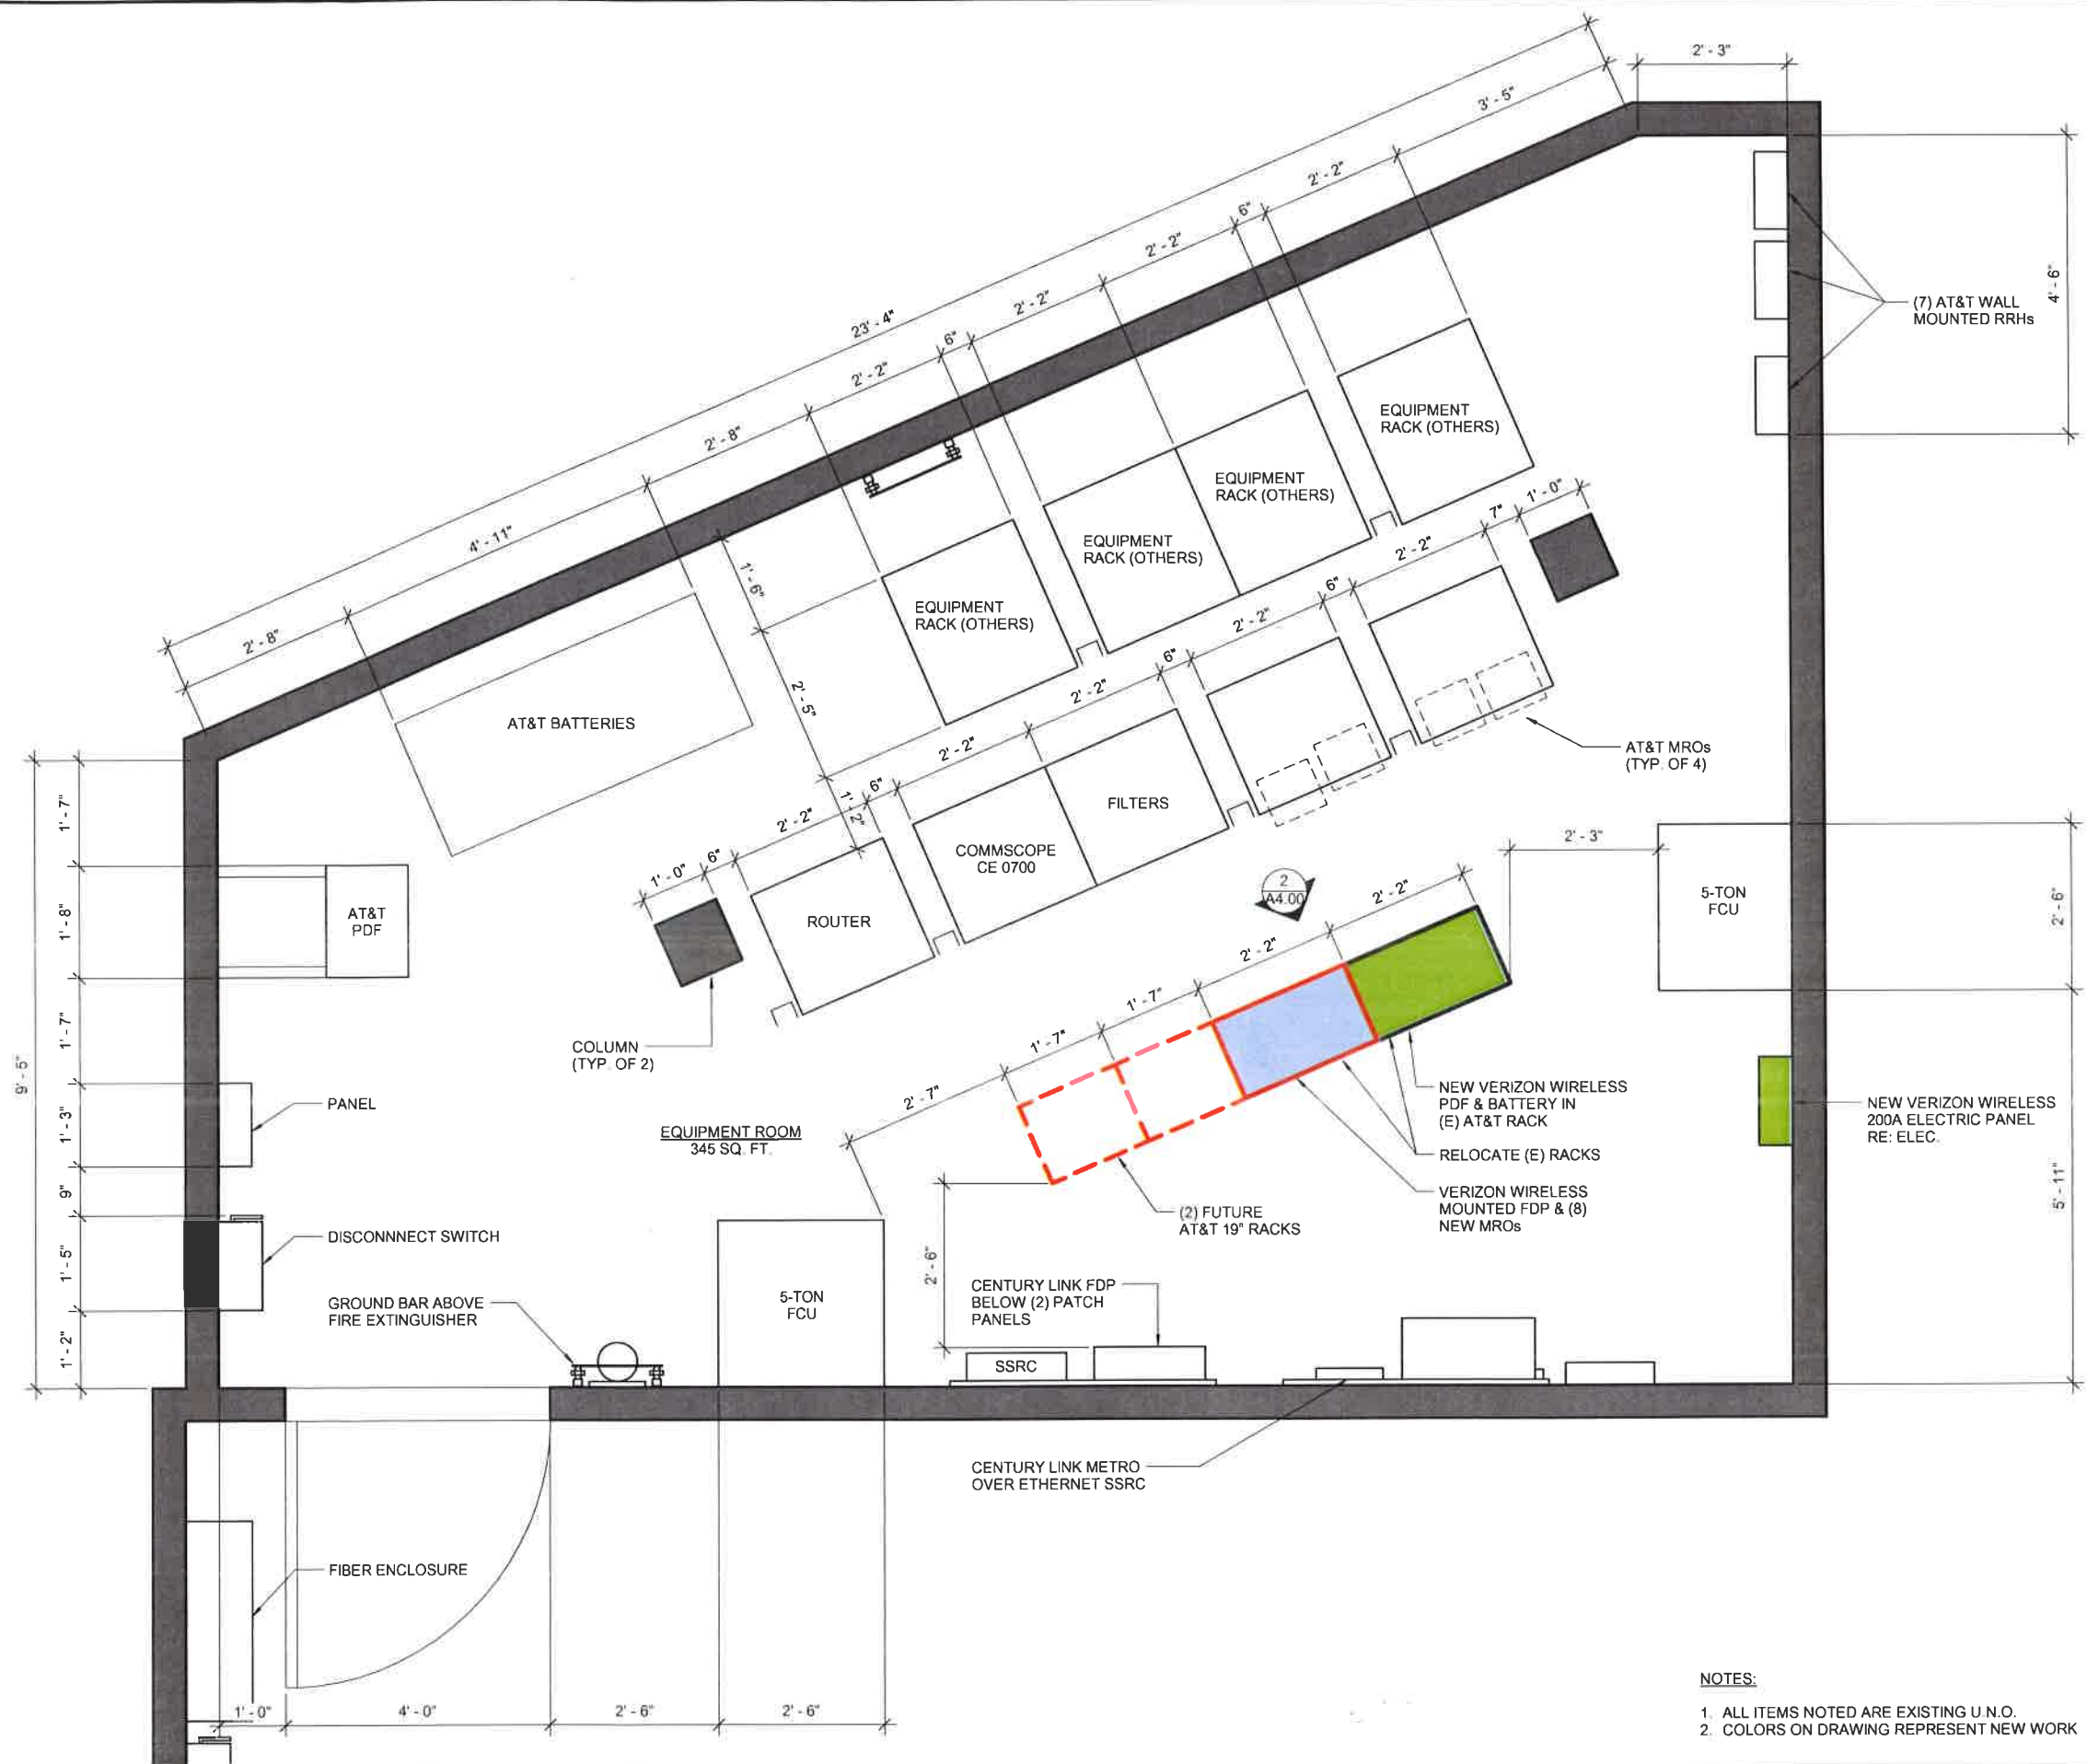 2' - 3"
3' - 5"
2' - 2"
6"
2' - 2"
2' - 2"
6"
2' - 2"
2' - 8"
4' - 11"
2' - 8"
23' - 4"
4' - 6"
(7) AT&T WALL
MOUNTED RRHs
EQUIPMENT
RACK (OTHERS)
EQUIPMENT
RACK (OTHERS)
EQUIPMENT
RACK (OTHERS)
EQUIPMENT
RACK (OTHERS)
1' - 6"
2' - 5"
1' - 2"
AT&T BATTERIES
1' - 0"
7"
2' - 2"
6"
2' - 2"
6"
2' - 2"
2' - 2"
6"
2' - 2"
6"
1' - 0"
AT&T MROs
(TYP. OF 4)
FILTERS
COMMSCOPE
CE 0700
ROUTER
AT&T
PDF
COLUMN
(TYP. OF 2)
2
A4.00
2' - 3"
5-TON
FCU
2' - 6"
5' - 11"
2' - 2"
2' - 2"
1' - 7"
1' - 7"
2' - 7"
9' - 5"
1' - 7"
1' - 8"
1' - 7"
1' - 3"
9"
1' - 5"
1' - 2"
PANEL
EQUIPMENT ROOM
345 SQ. FT.
NEW VERIZON WIRELESS
PDF & BATTERY IN
(E) AT&T RACK
RELOCATE (E) RACKS
VERIZON WIRELESS
MOUNTED FDP & (8)
NEW MROs
NEW VERIZON WIRELESS
200A ELECTRIC PANEL
RE: ELEC.
(2) FUTURE
AT&T 19" RACKS
DISCONNNECT SWITCH
GROUND BAR ABOVE
FIRE EXTINGUISHER
5-TON
FCU
2' - 6"
CENTURY LINK FDP
BELOW (2) PATCH
PANELS
SSRC
CENTURY LINK METRO
OVER ETHERNET SSRC
FIBER ENCLOSURE
1' - 0"
4' - 0"
2' - 6"
2' - 6"
NOTES:
1. ALL ITEMS NOTED ARE EXISTING U.N.O.
2. COLORS ON DRAWING REPRESENT NEW WORK